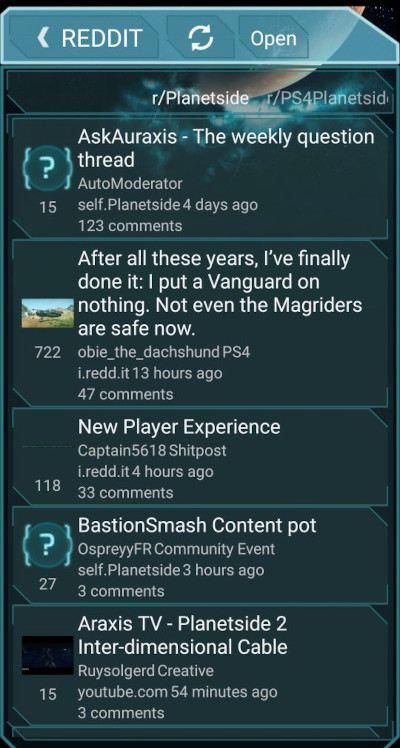 REDDIT
Open
r/Planetside r/PS4Planetsid
AskAuraxis - The weekly question
thread
AutoModerator
self.Planetside 4 days ago
15
123 comments
After all these years, I've finally
done it: I put a Vanguard on
nothing. Not even the Magriders
are safe now.
722
obie_the_dachshund PS4
i.redd.it 13 hours ago
47 comments
New Player Experience
Captain5618 Shitpost
i.redd.it 4 hours ago
118
33 comments
BastionSmash Content pot
OspreyyFR Community Event
self.Planetside 3 hours ago
27
3 comments
Araxis TV - Planetside 2
Inter-dimensional Cable
Ruysolgerd Creative
youtube.com 54 minutes ago
15
3 comments